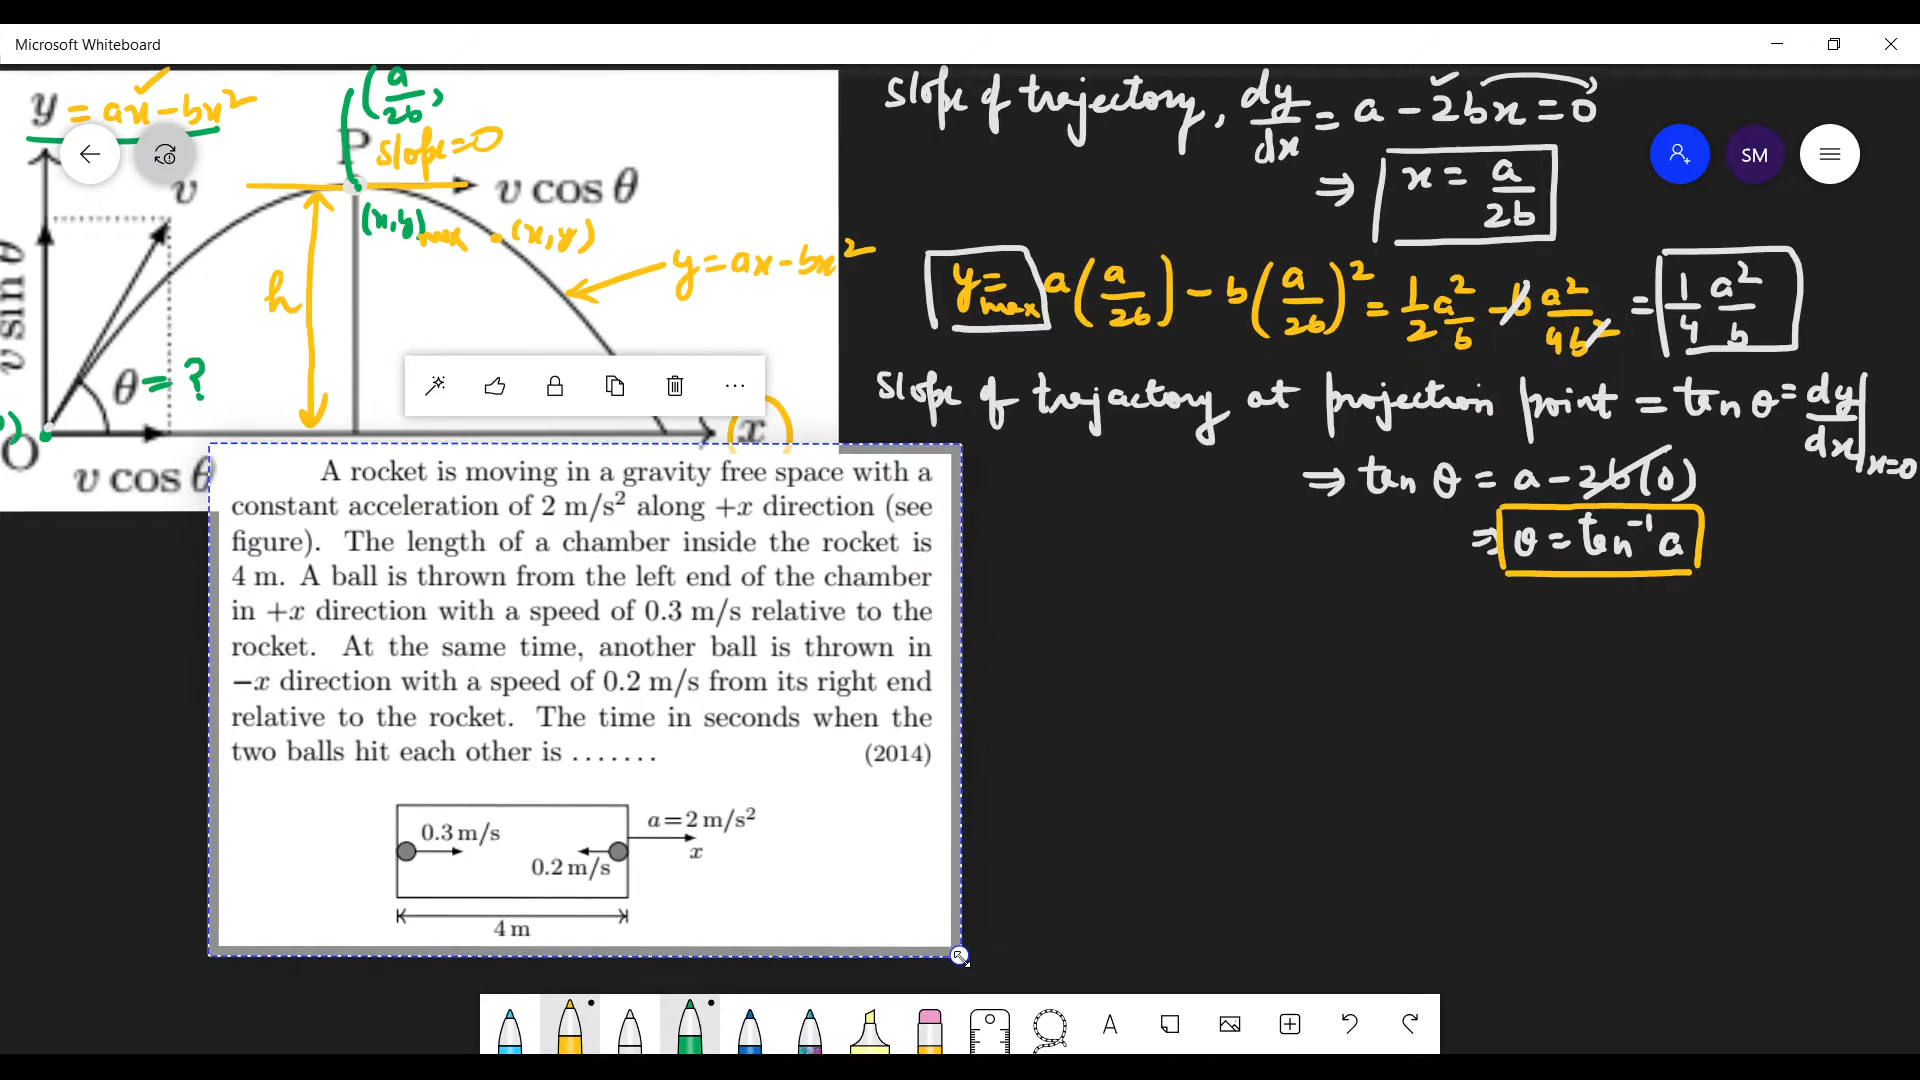 Microsoft Whiteboard
y = ax - bx²
(a/2b,
P
slope=0
v
v cos θ
(x,y)max
(x,y)
y = ax - bx²
v sin θ
h
θ = ?
x
O
v cos θ
Slope of trajectory, dy/dx = a - 2bx = 0
⇒ x = a/2b
y max = a(a/2b) - b(a/2b)² = 1/2 a²/b - b a²/4b² = 1/4 a²/b
Slope of trajactory at projection point = tan θ = dy/dx|x=0
⇒ tan θ = a - 2b(0)
⇒ θ = tan⁻¹ a
SM
A rocket is moving in a gravity free space with a
constant acceleration of 2 m/s² along +x direction (see
figure). The length of a chamber inside the rocket is
4 m. A ball is thrown from the left end of the chamber
in +x direction with a speed of 0.3 m/s relative to the
rocket. At the same time, another ball is thrown in
−x direction with a speed of 0.2 m/s from its right end
relative to the rocket. The time in seconds when the
two balls hit each other is ....... (2014)
0.3 m/s
a=2 m/s²
x
0.2 m/s
4 m